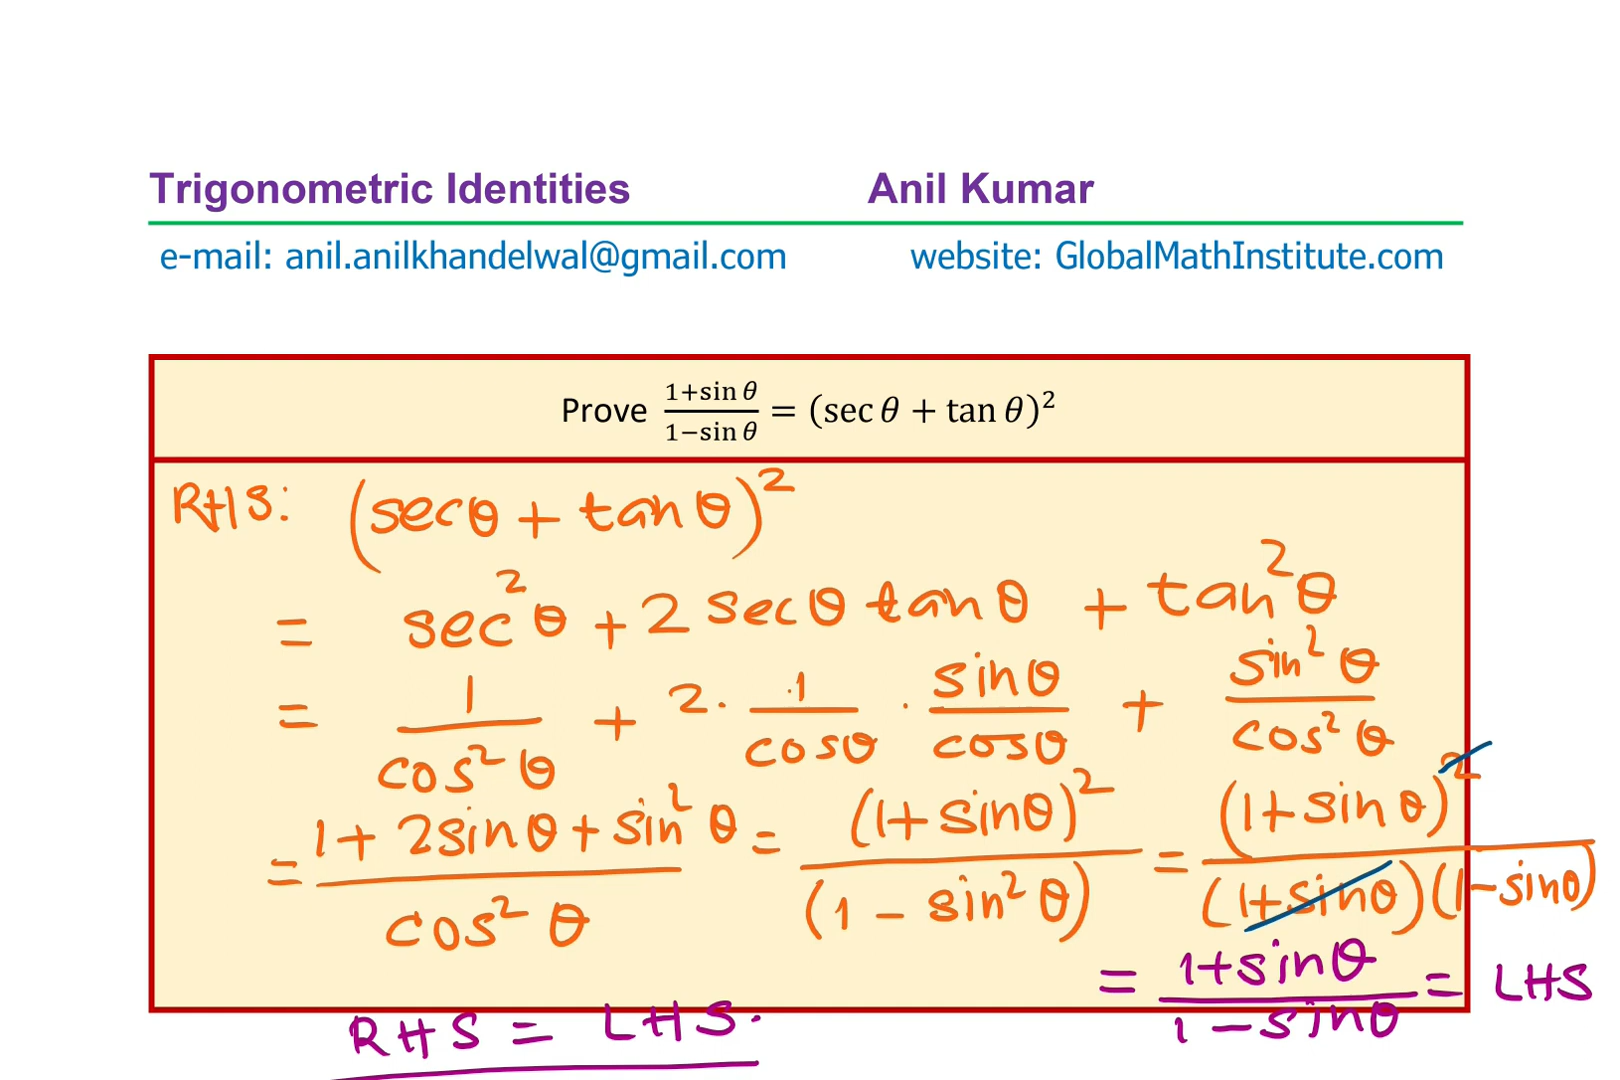 Trigonometric Identities Anil Kumar
e-mail: anil.anilkhandelwal@gmail.com website: GlobalMathInstitute.com
Prove (1+sin θ)/(1−sin θ) = (sec θ + tan θ)²
RHS: (secθ + tanθ)²
= sec²θ + 2 secθ tanθ + tan²θ
= 1/cos²θ + 2 · 1/cosθ · sinθ/cosθ + sin²θ/cos²θ
= (1 + 2sinθ + sin²θ)/cos²θ = (1+sinθ)²/(1 − sin²θ) = (1+sinθ)²/(1+sinθ)(1−sinθ)
= (1+sinθ)/(1−sinθ) = LHS
RHS = LHS.